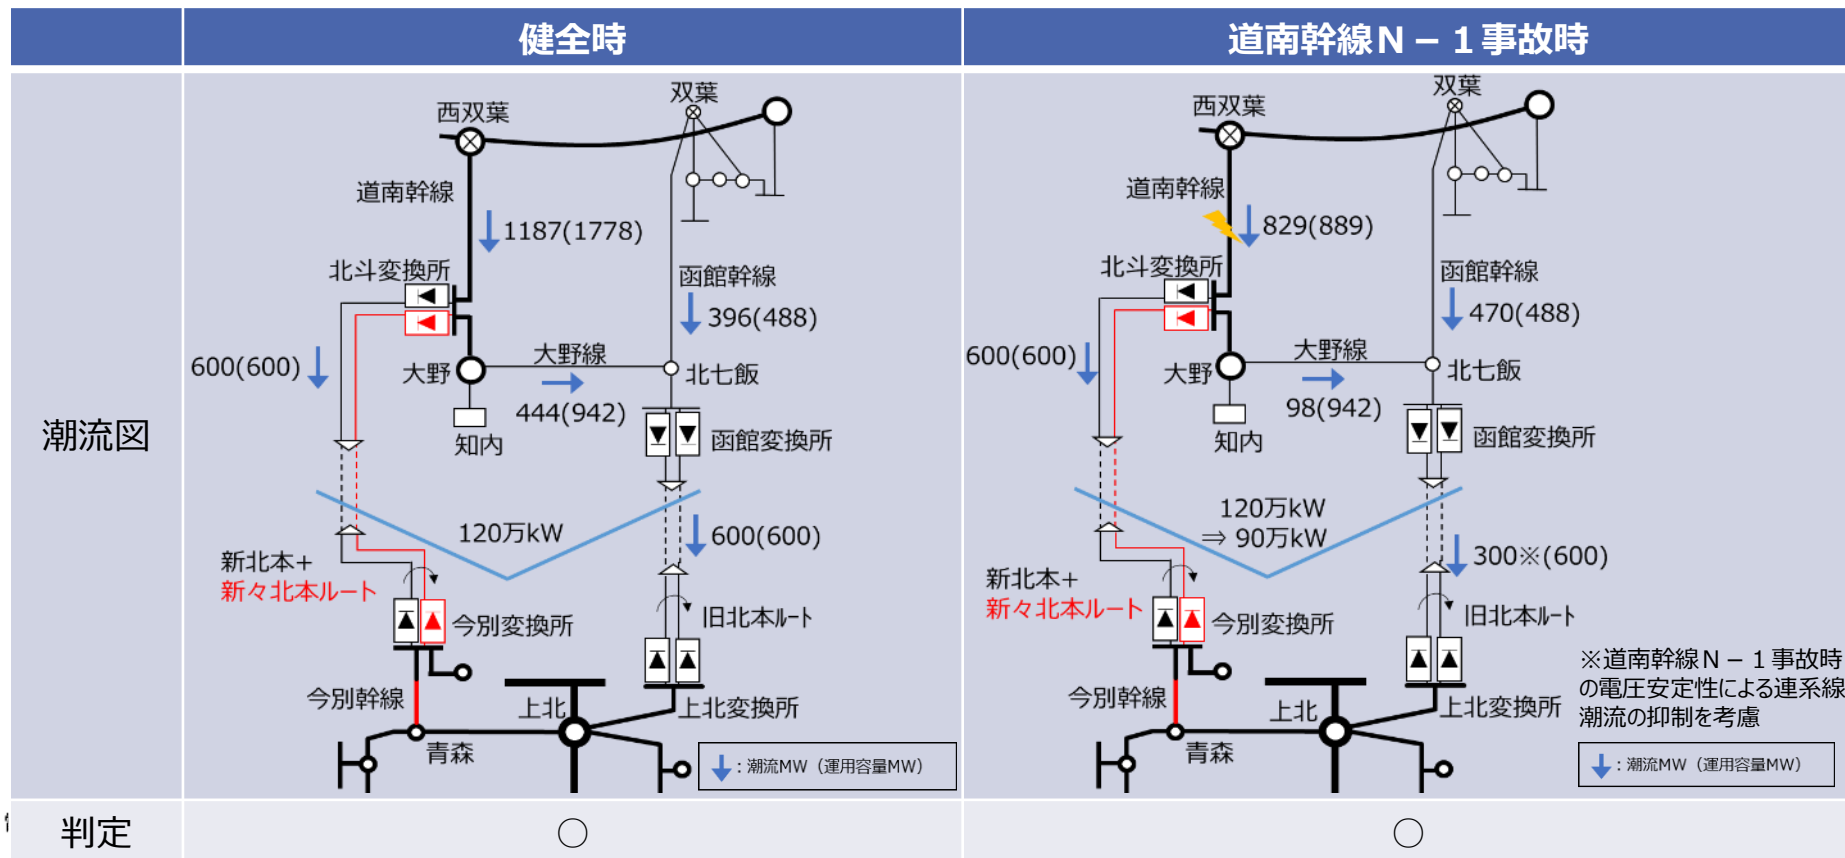 健全時
道南幹線N－1事故時
潮流図
西双葉
双葉
道南幹線
1187(1778)
北斗変換所
函館幹線
396(488)
600(600)
大野線
大野
北七飯
444(942)
知内
函館変換所
120万kW
600(600)
新北本+
新々北本ルート
今別変換所
旧北本ルート
今別幹線
上北
上北変換所
青森
：潮流MW（運用容量MW）
西双葉
双葉
道南幹線
829(889)
北斗変換所
函館幹線
470(488)
600(600)
大野線
大野
北七飯
98(942)
知内
函館変換所
120万kW
⇒ 90万kW
300※(600)
新北本+
新々北本ルート
今別変換所
旧北本ルート
※道南幹線N－1事故時
の電圧安定性による連系線
潮流の抑制を考慮
今別幹線
上北
上北変換所
青森
：潮流MW（運用容量MW）
判定
○
○